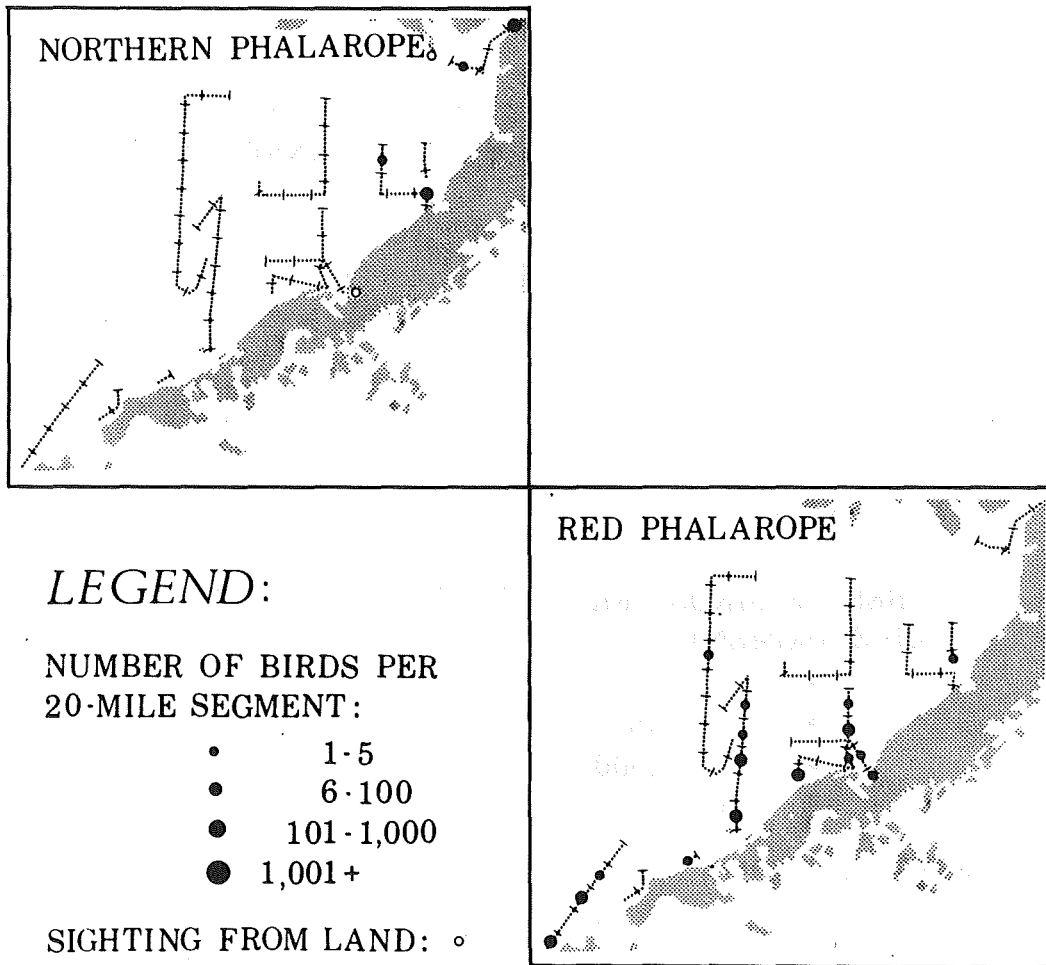 NORTHERN PHALAROPE
RED PHALAROPE
LEGEND:
NUMBER OF BIRDS PER
20-MILE SEGMENT:
1-5
6-100
101-1,000
1,001+
SIGHTING FROM LAND: